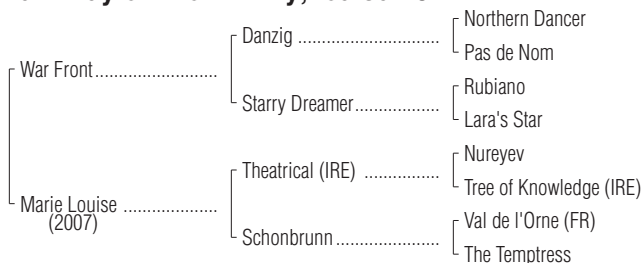 Northern Dancer
Danzig ..................
Pas de Nom
War Front.......................
Rubiano
Starry Dreamer................
Lara's Star
Nureyev
Theatrical (IRE) ..............
Tree of Knowledge (IRE)
Marie Louise ..................
(2007)
Val de l'Orne (FR)
Schonbrunn....................
The Temptress